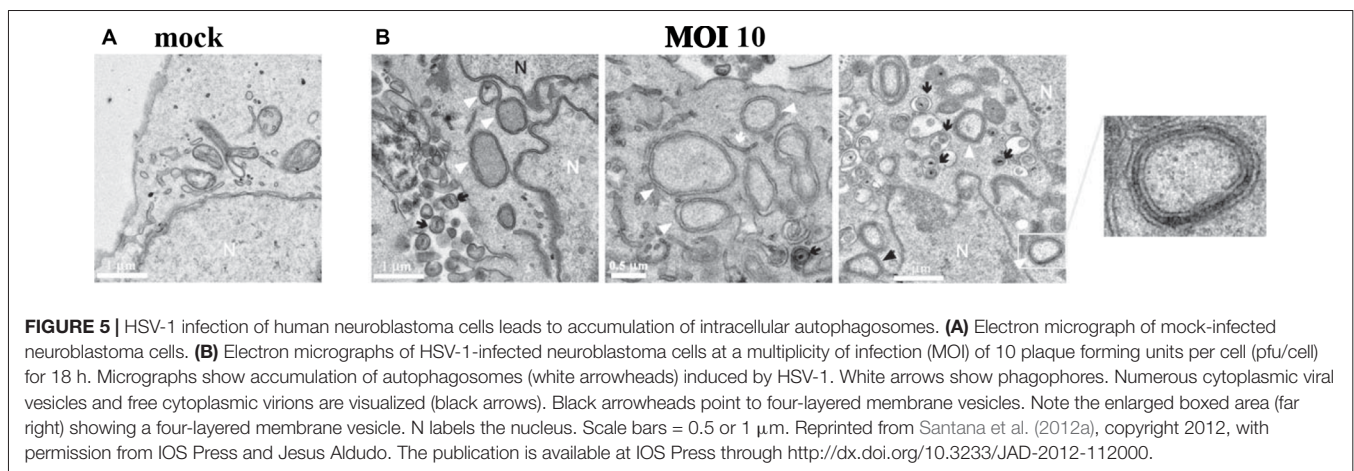 A mock B MOI 10
N N N
N N
μm 1 μm 0.5 μm μm
FIGURE 5 | HSV-1 infection of human neuroblastoma cells leads to accumulation of intracellular autophagosomes. (A) Electron micrograph of mock-infected
neuroblastoma cells. (B) Electron micrographs of HSV-1-infected neuroblastoma cells at a multiplicity of infection (MOI) of 10 plaque forming units per cell (pfu/cell)
for 18 h. Micrographs show accumulation of autophagosomes (white arrowheads) induced by HSV-1. White arrows show phagophores. Numerous cytoplasmic viral
vesicles and free cytoplasmic virions are visualized (black arrows). Black arrowheads point to four-layered membrane vesicles. Note the enlarged boxed area (far
right) showing a four-layered membrane vesicle. N labels the nucleus. Scale bars = 0.5 or 1 μm. Reprinted from Santana et al. (2012a), copyright 2012, with
permission from IOS Press and Jesus Aldudo. The publication is available at IOS Press through http://dx.doi.org/10.3233/JAD-2012-112000.